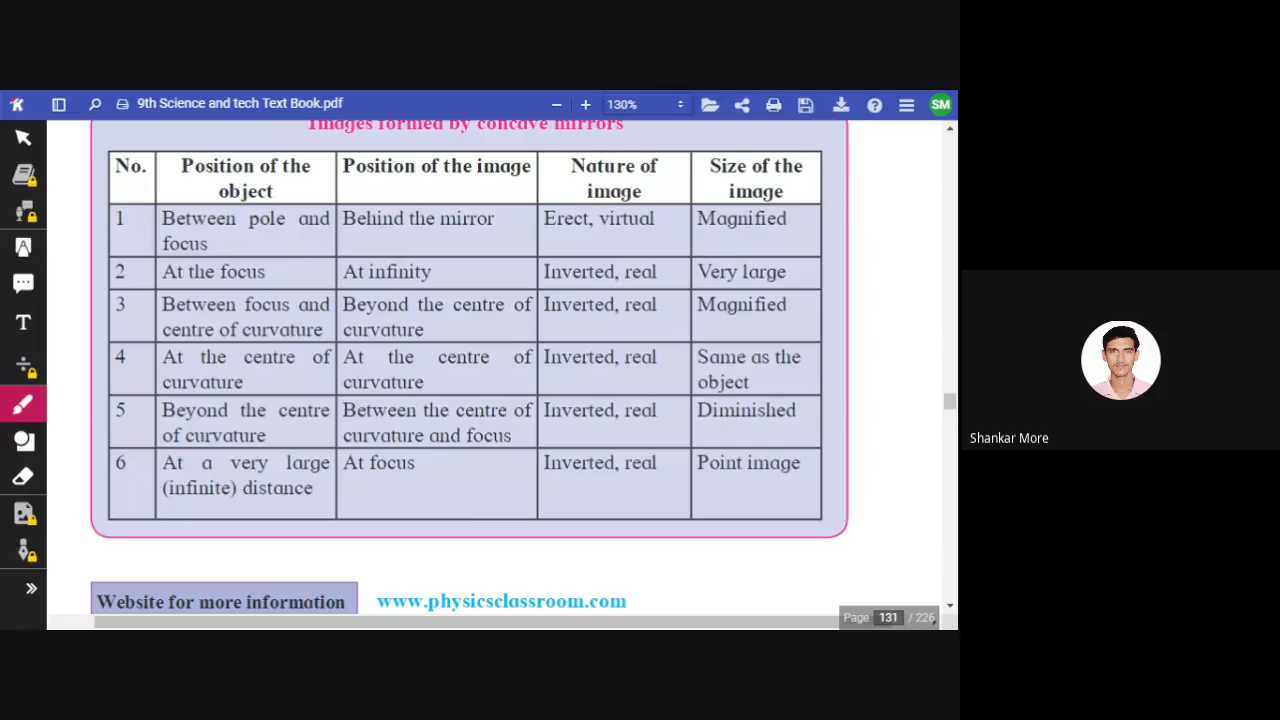 9th Science and tech Text Book.pdf
130%
SM
Images formed by concave mirrors
No. Position of the object Position of the image Nature of image Size of the image
1 Between pole and focus Behind the mirror Erect, virtual Magnified
2 At the focus At infinity Inverted, real Very large
3 Between focus and centre of curvature Beyond the centre of curvature Inverted, real Magnified
4 At the centre of curvature At the centre of curvature Inverted, real Same as the object
5 Beyond the centre of curvature Between the centre of curvature and focus Inverted, real Diminished
6 At a very large (infinite) distance At focus Inverted, real Point image
Website for more information www.physicsclassroom.com
Page 131 / 226
Shankar More